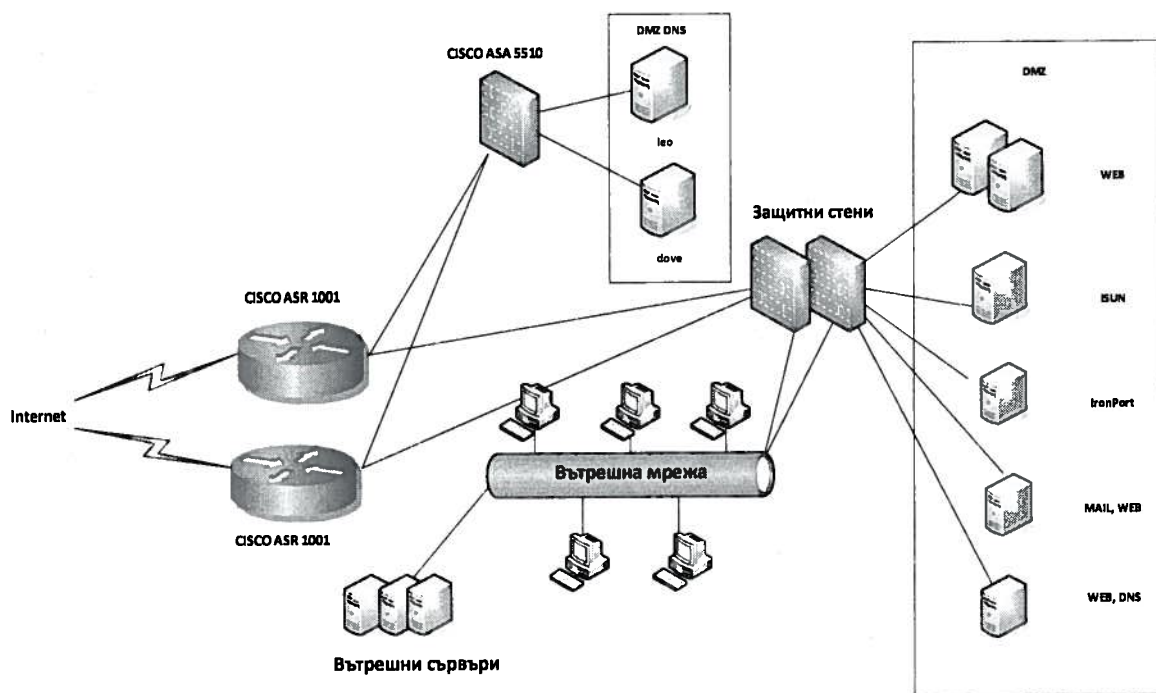 DMZ DNS
CISCO ASA 5510
DMZ
leo
WEB
Защитни стени
dove
ISUN
CISCO ASR 1001
IronPort
Internet
Вътрешна мрежа
MAIL, WEB
CISCO ASR 1001
WEB, DNS
Вътрешни сървъри